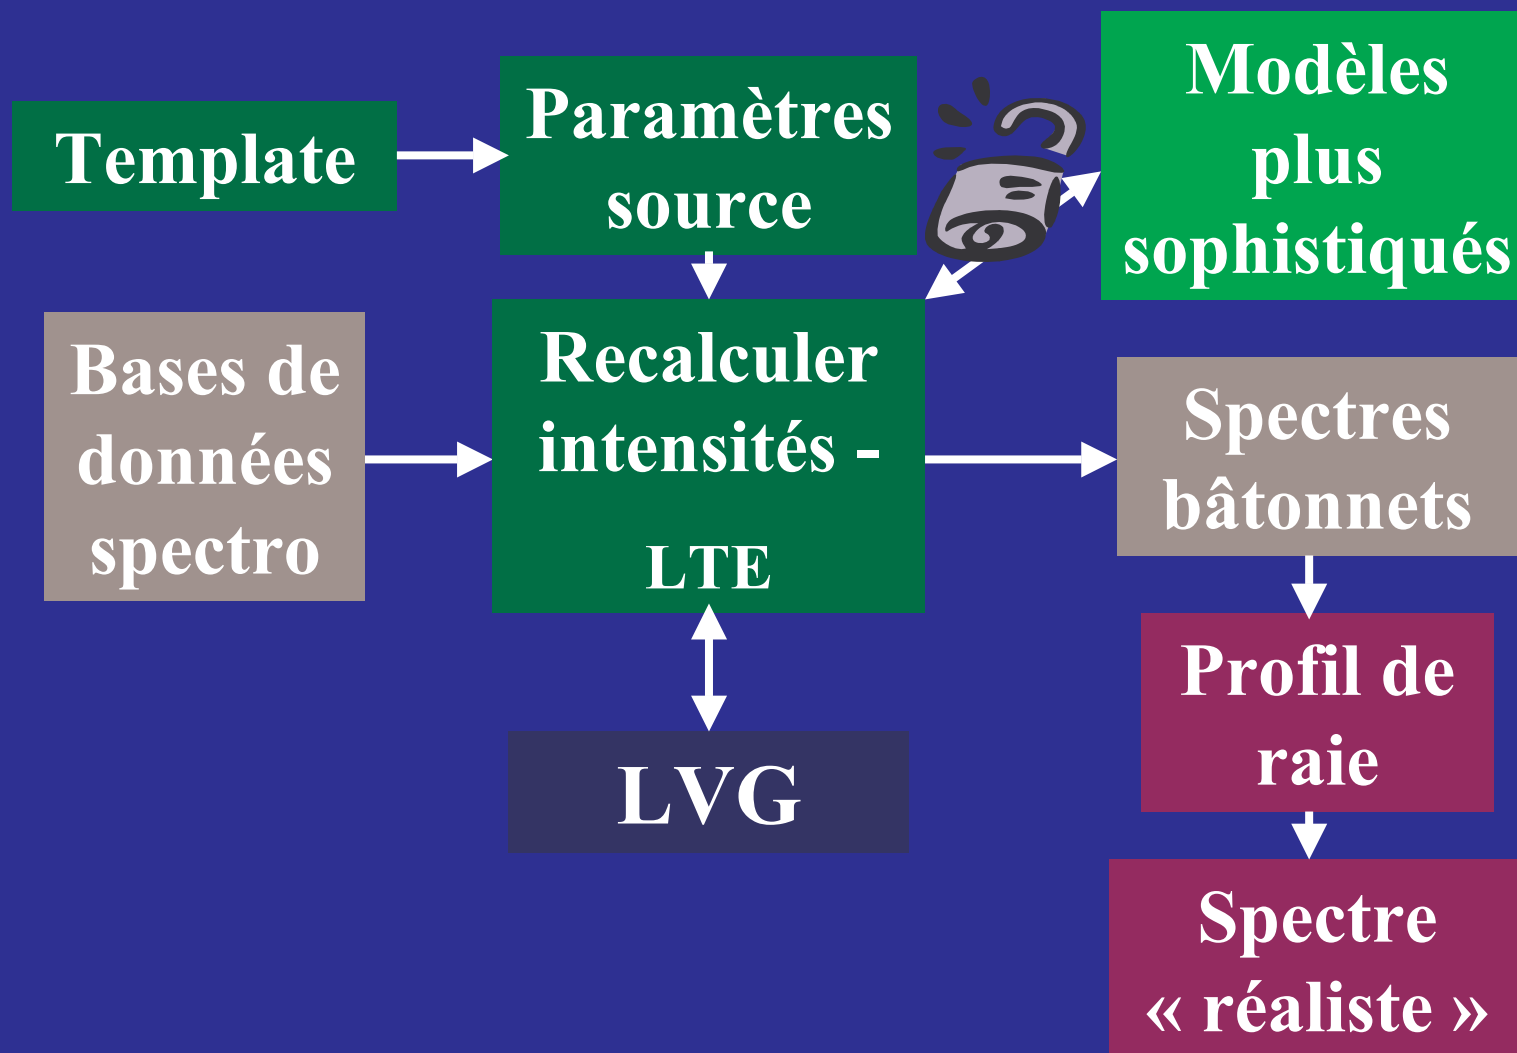 Template
Paramètres
source
Modèles
plus
sophistiqués
Bases de
données
spectro
Recalculer
intensités -
LTE
Spectres
bâtonnets
LVG
Profil de
raie
Spectre
« réaliste »